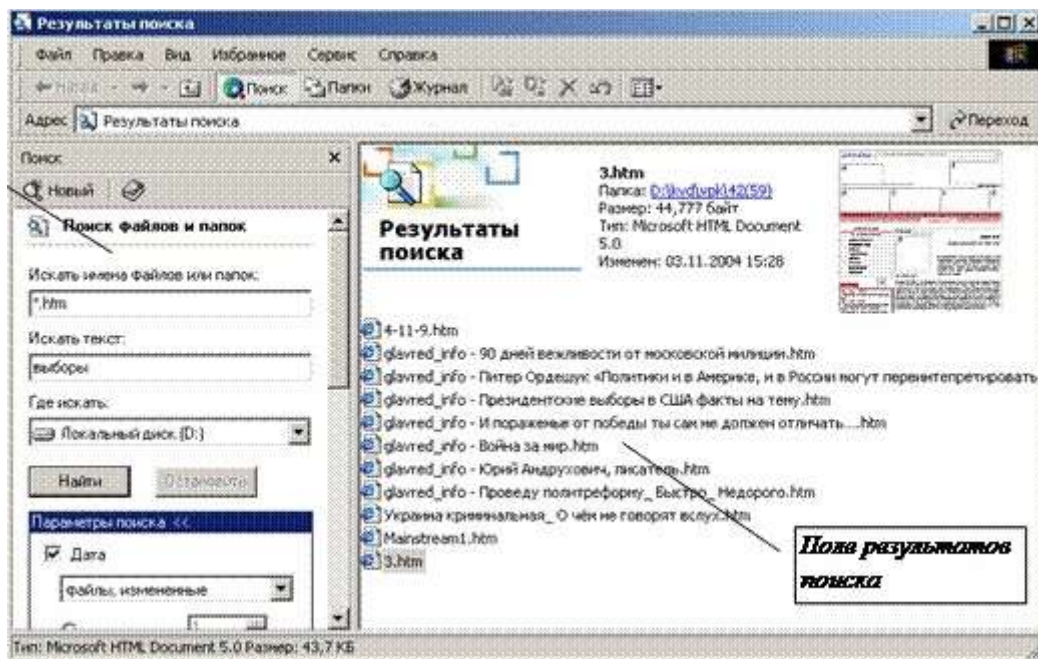 Результаты поиска
Файл Правка Вид Избранное Сервис Справка
Назад Поиск Папки Журнал
Адрес Результаты поиска Переход
Поиск
Новый
Поиск файлов и папок
Искать имена файлов или папок:
*.htm
Искать текст:
выборы
Где искать:
Локальный диск (D:)
Найти Остановить
Параметры поиска <<
Дата
файлы, измененные
Результаты
поиска
3.htm
Папка: D:\kvd\vpk\42(59)
Размер: 44,777 байт
Тип: Microsoft HTML Document
5.0
Изменен: 03.11.2004 15:28
4-11-9.htm
glavred_info - 90 дней вежливости от московской милиции.htm
glavred_info - Питер Ордешук: «Политики и в Америке, и в России могут переинтепретировать
glavred_info - Президентские выборы в США факты на тему.htm
glavred_info - И пораженье от победы ты сам не должен отличать....htm
glavred_info - Война за мир.htm
glavred_info - Юрий Андрухович, писатель.htm
glavred_info - Проведу политреформу_ Быстро_ Недорого.htm
Украина криминальная_ О чём не говорят вслух.htm
Mainstream1.htm
3.htm
Поле результатов
поиска
Тип: Microsoft HTML Document 5.0 Размер: 43,7 КБ